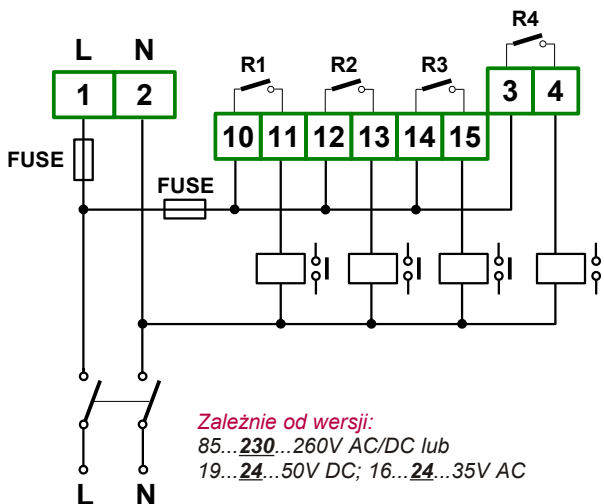 R4
L N
R1 R2 R3
1 2
3 4
10 11 12 13 14 15
FUSE
FUSE
Zależnie od wersji:
85...230...260V AC/DC lub
19...24...50V DC; 16...24...35V AC
L N